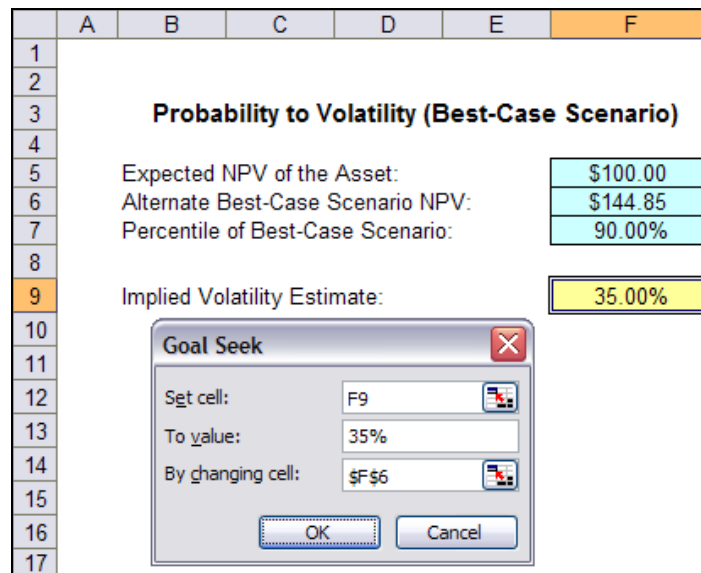 A B C D E F
1
2
3 Probability to Volatility (Best-Case Scenario)
4
5 Expected NPV of the Asset: $100.00
6 Alternate Best-Case Scenario NPV: $144.85
7 Percentile of Best-Case Scenario: 90.00%
8
9 Implied Volatility Estimate: 35.00%
10
Goal Seek
11
12 Set cell: F9
13 To value: 35%
14 By changing cell: $F$6
15
16 OK Cancel
17